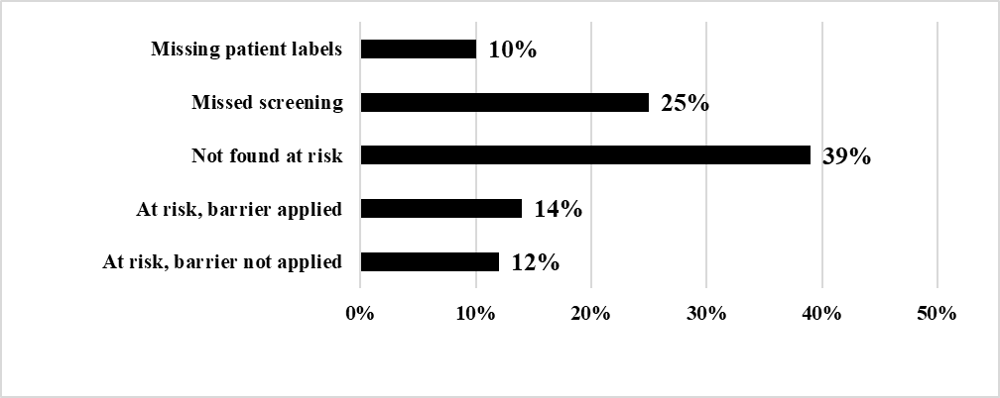 Missing patient labels 10%
Missed screening 25%
Not found at risk 39%
At risk, barrier applied 14%
At risk, barrier not applied 12%
0% 10% 20% 30% 40% 50%